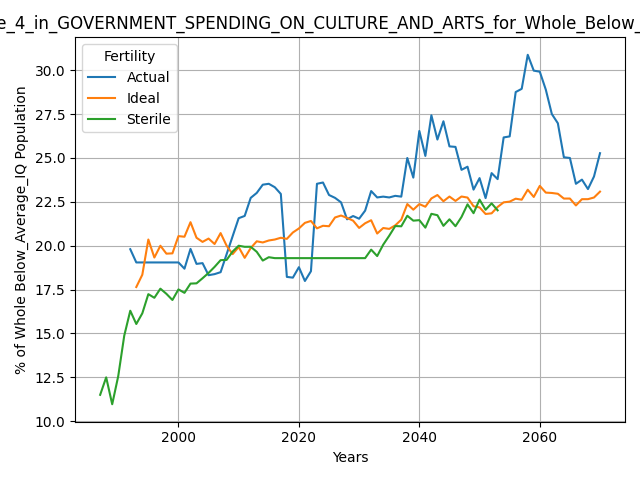 e_4_in_GOVERNMENT_SPENDING_ON_CULTURE_AND_ARTS_for_Whole_Below_
Fertility
Actual
Ideal
Sterile
% of Whole Below_Average_IQ Population
30.0
27.5
25.0
22.5
20.0
17.5
15.0
12.5
10.0
2000
2020
2040
2060
Years